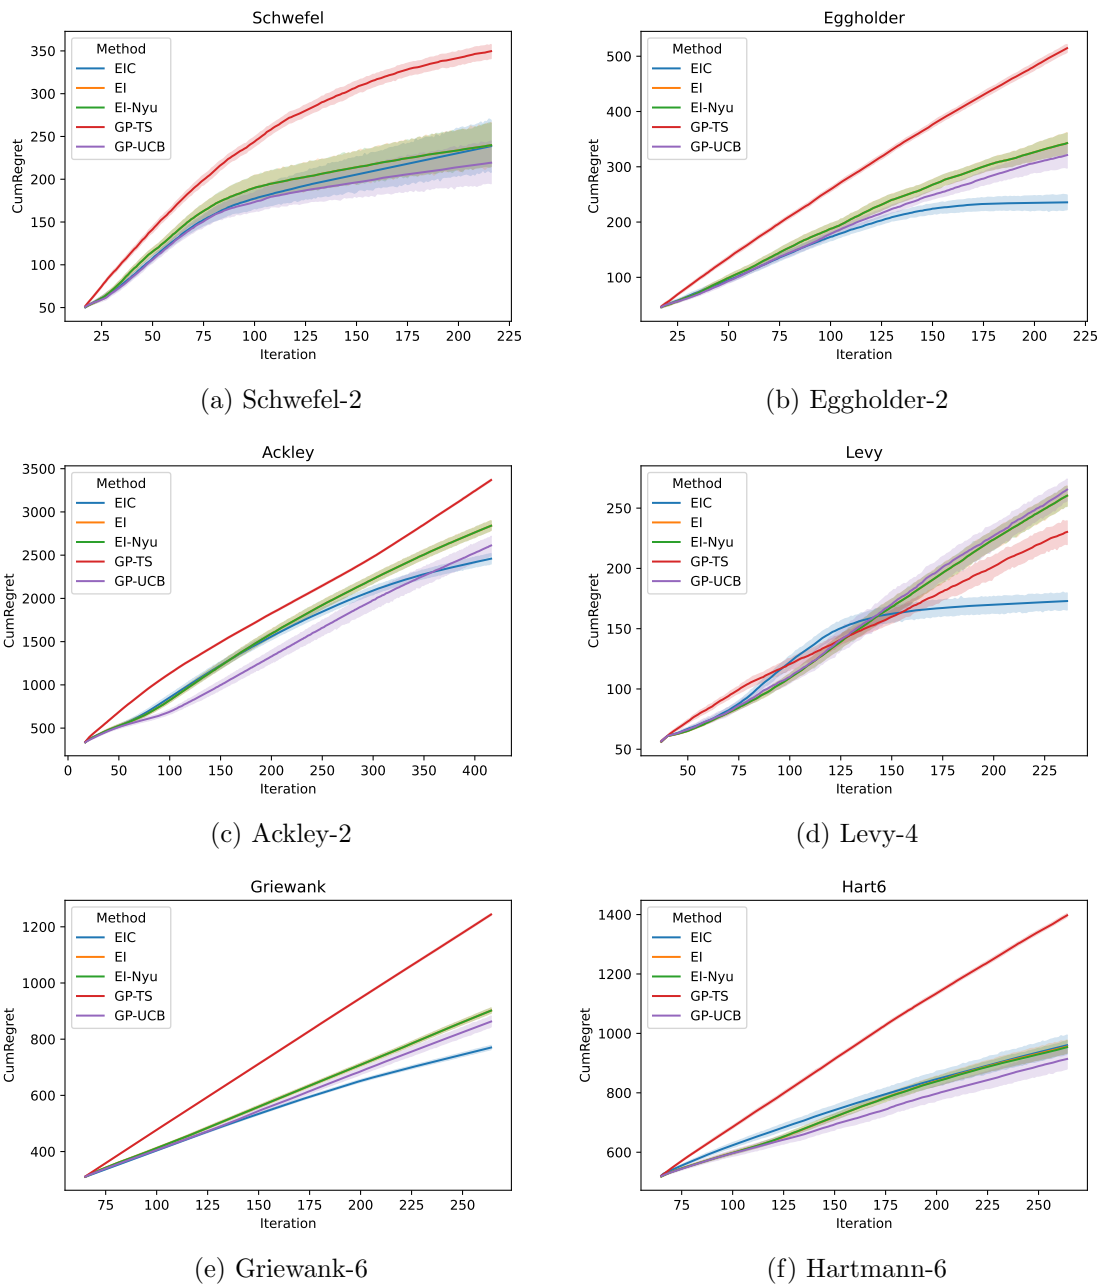 Schwefel
Method
EIC
EI
EI-Nyu
GP-TS
GP-UCB
CumRegret
350
300
250
200
150
100
50
25 50 75 100 125 150 175 200 225
Iteration
(a) Schwefel-2
Eggholder
Method
EIC
EI
EI-Nyu
GP-TS
GP-UCB
CumRegret
500
400
300
200
100
25 50 75 100 125 150 175 200 225
Iteration
(b) Eggholder-2
Ackley
Method
EIC
EI
EI-Nyu
GP-TS
GP-UCB
CumRegret
3500
3000
2500
2000
1500
1000
500
0 50 100 150 200 250 300 350 400
Iteration
(c) Ackley-2
Levy
Method
EIC
EI
EI-Nyu
GP-TS
GP-UCB
CumRegret
250
200
150
100
50
50 75 100 125 150 175 200 225
Iteration
(d) Levy-4
Griewank
Method
EIC
EI
EI-Nyu
GP-TS
GP-UCB
CumRegret
1200
1000
800
600
400
75 100 125 150 175 200 225 250
Iteration
(e) Griewank-6
Hart6
Method
EIC
EI
EI-Nyu
GP-TS
GP-UCB
CumRegret
1400
1200
1000
800
600
75 100 125 150 175 200 225 250
Iteration
(f) Hartmann-6